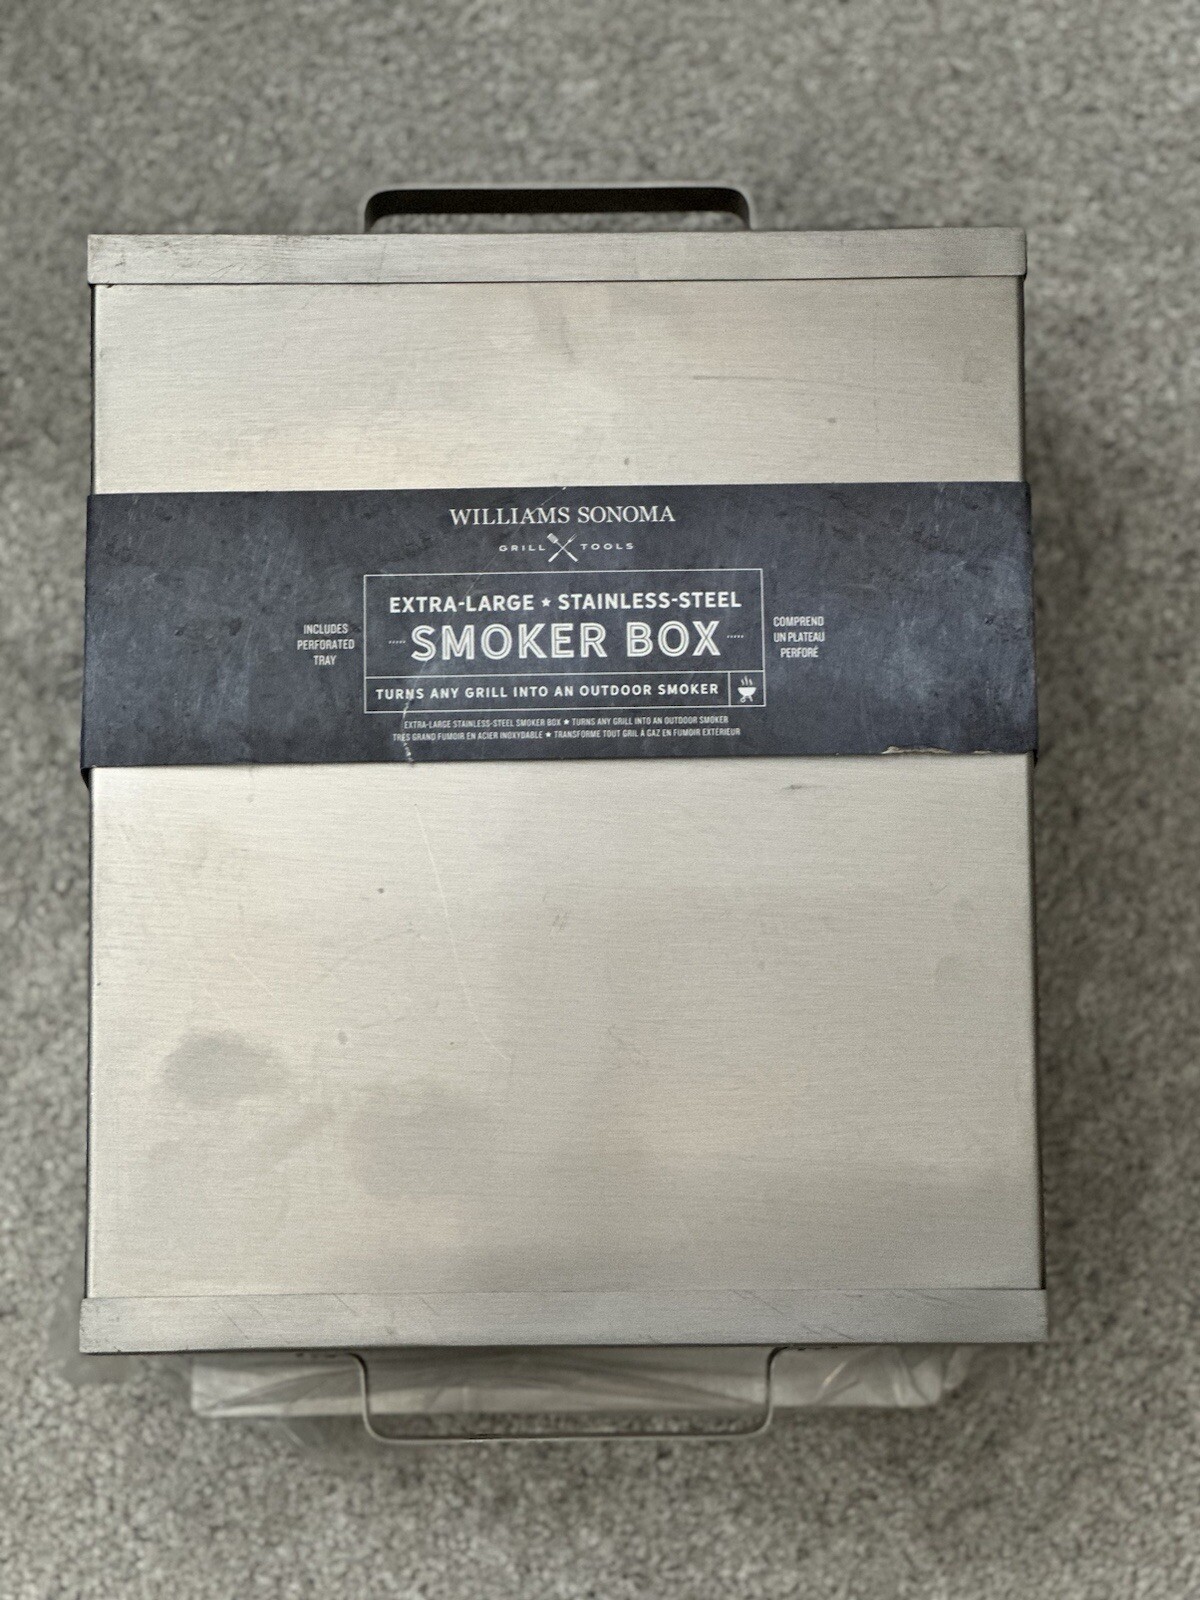 WILLIAMS SONOMA
GRILL TOOLS
EXTRA-LARGE ★ STAINLESS-STEEL
SMOKER BOX
TURNS ANY GRILL INTO AN OUTDOOR SMOKER
INCLUDES
PERFORATED
TRAY
COMPREND
UN PLATEAU
PERFORÉ
EXTRA-LARGE STAINLESS-STEEL SMOKER BOX ★ TURNS ANY GRILL INTO AN OUTDOOR SMOKER
TRÈS GRAND FUMOIR EN ACIER INOXYDABLE ★ TRANSFORME TOUT GRIL À GAZ EN FUMOIR EXTÉRIEUR